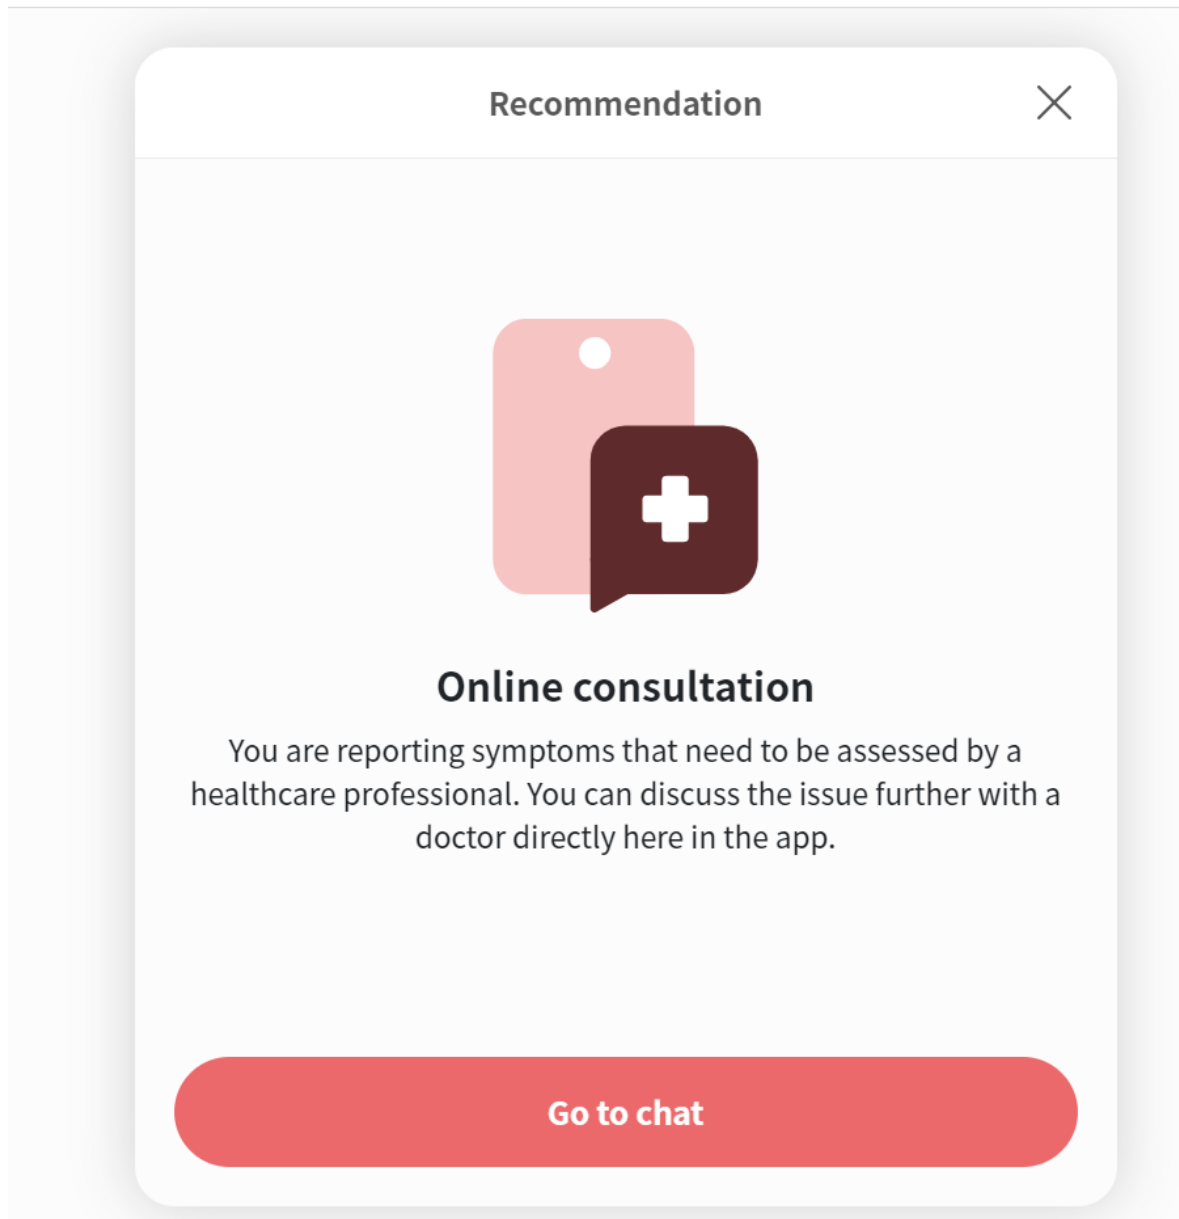 Recommendation
Online consultation
You are reporting symptoms that need to be assessed by a
healthcare professional. You can discuss the issue further with a
doctor directly here in the app.
Go to chat